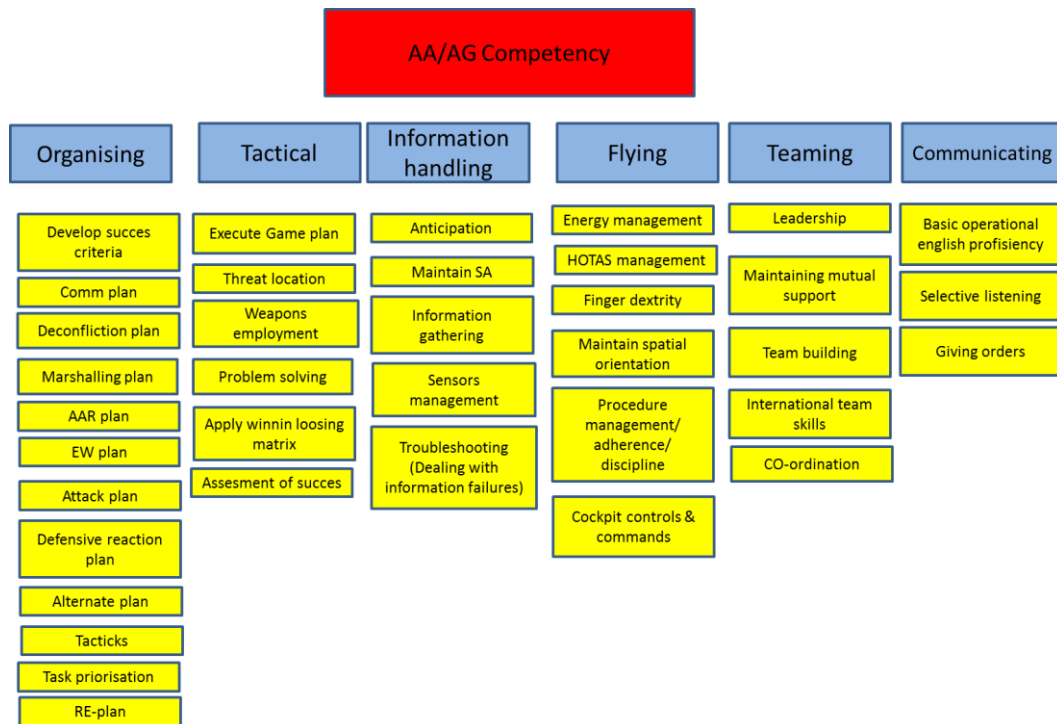 AA/AG Competency
Organising
Tactical
Information
handling
Flying
Teaming
Communicating
Develop succes
criteria
Comm plan
Deconfliction plan
Marshalling plan
AAR plan
EW plan
Attack plan
Defensive reaction
plan
Alternate plan
Tacticks
Task priorisation
RE-plan
Execute Game plan
Threat location
Weapons
employment
Problem solving
Apply winnin loosing
matrix
Assesment of succes
Anticipation
Maintain SA
Information
gathering
Sensors
management
Troubleshooting
(Dealing with
information failures)
Energy management
HOTAS management
Finger dextrity
Maintain spatial
orientation
Procedure
management/
adherence/
discipline
Cockpit controls &
commands
Leadership
Maintaining mutual
support
Team building
International team
skills
CO-ordination
Basic operational
english profisiency
Selective listening
Giving orders